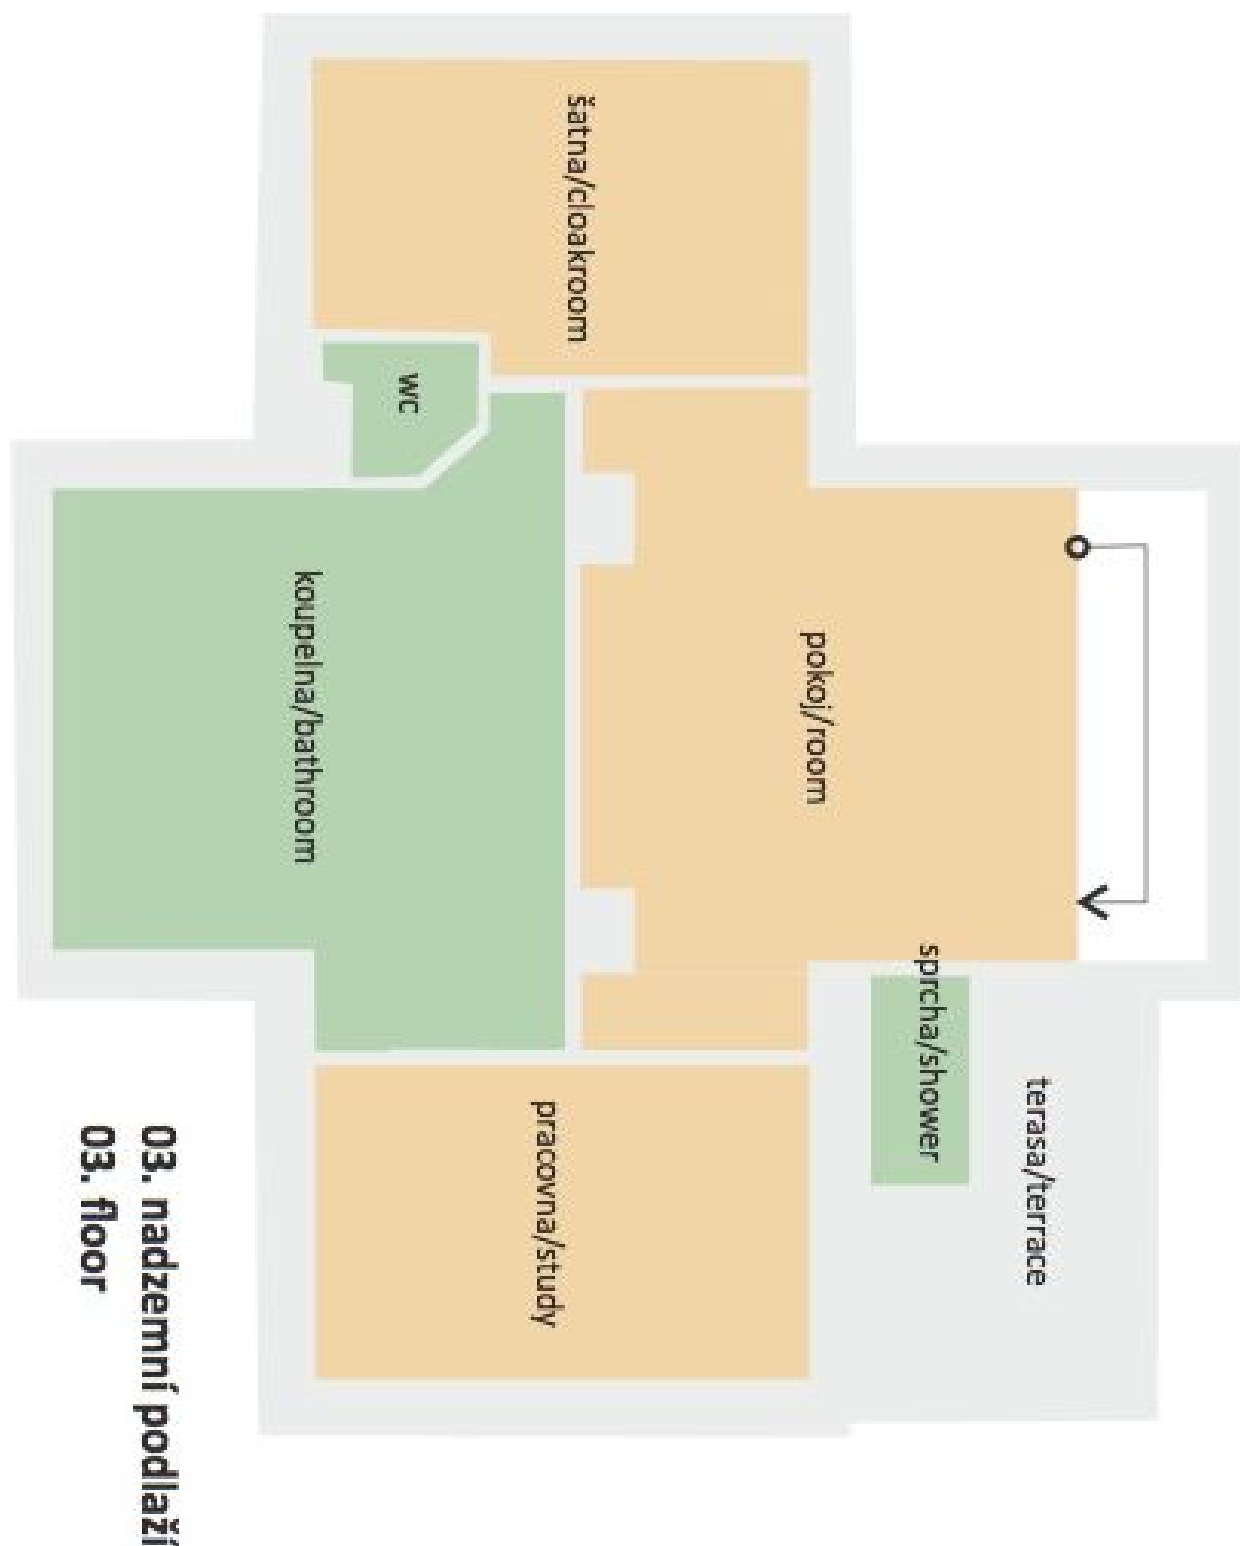 terasa/terrace
sprcha/shower
pokoj/room
šatna/cloakroom
pracovna/study
wc
koupelna/bathroom
03. nadzemní podlaží
03. floor